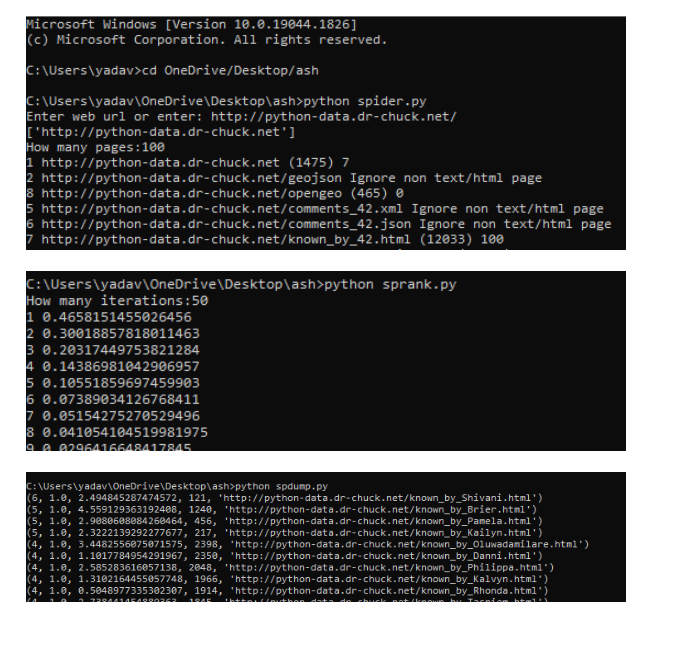 Microsoft Windows [Version 10.0.19044.1826]
(c) Microsoft Corporation. All rights reserved.
C:\Users\yadav>cd OneDrive/Desktop/ash
C:\Users\yadav\OneDrive\Desktop\ash>python spider.py
Enter web url or enter: http://python-data.dr-chuck.net/
['http://python-data.dr-chuck.net']
How many pages:100
1 http://python-data.dr-chuck.net (1475) 7
2 http://python-data.dr-chuck.net/geojson Ignore non text/html page
8 http://python-data.dr-chuck.net/opengeo (465) 0
5 http://python-data.dr-chuck.net/comments_42.xml Ignore non text/html page
6 http://python-data.dr-chuck.net/comments_42.json Ignore non text/html page
7 http://python-data.dr-chuck.net/known_by_42.html (12033) 100
C:\Users\yadav\OneDrive\Desktop\ash>python sprank.py
How many iterations:50
1 0.4658151455026456
2 0.30018857818011463
3 0.20317449753821284
4 0.14386981042906957
5 0.10551859697459903
6 0.07389034126768411
7 0.05154275270529496
8 0.041054104519981975
9 0.0296416648417845
C:\Users\yadav\OneDrive\Desktop\ash>python spdump.py
(6, 1.0, 2.494845287474572, 121, 'http://python-data.dr-chuck.net/known_by_Shivani.html')
(5, 1.0, 4.559129363192408, 1240, 'http://python-data.dr-chuck.net/known_by_Brier.html')
(5, 1.0, 2.9080608084260464, 456, 'http://python-data.dr-chuck.net/known_by_Pamela.html')
(5, 1.0, 2.3222139292277677, 217, 'http://python-data.dr-chuck.net/known_by_Kailyn.html')
(4, 1.0, 3.4482556075071575, 2398, 'http://python-data.dr-chuck.net/known_by_Oluwadamilare.html')
(4, 1.0, 1.1017784954291967, 2350, 'http://python-data.dr-chuck.net/known_by_Danni.html')
(4, 1.0, 2.585283616057138, 2048, 'http://python-data.dr-chuck.net/known_by_Philippa.html')
(4, 1.0, 1.3102164455057748, 1966, 'http://python-data.dr-chuck.net/known_by_Kalvyn.html')
(4, 1.0, 0.5048977335302307, 1914, 'http://python-data.dr-chuck.net/known_by_Rhonda.html')